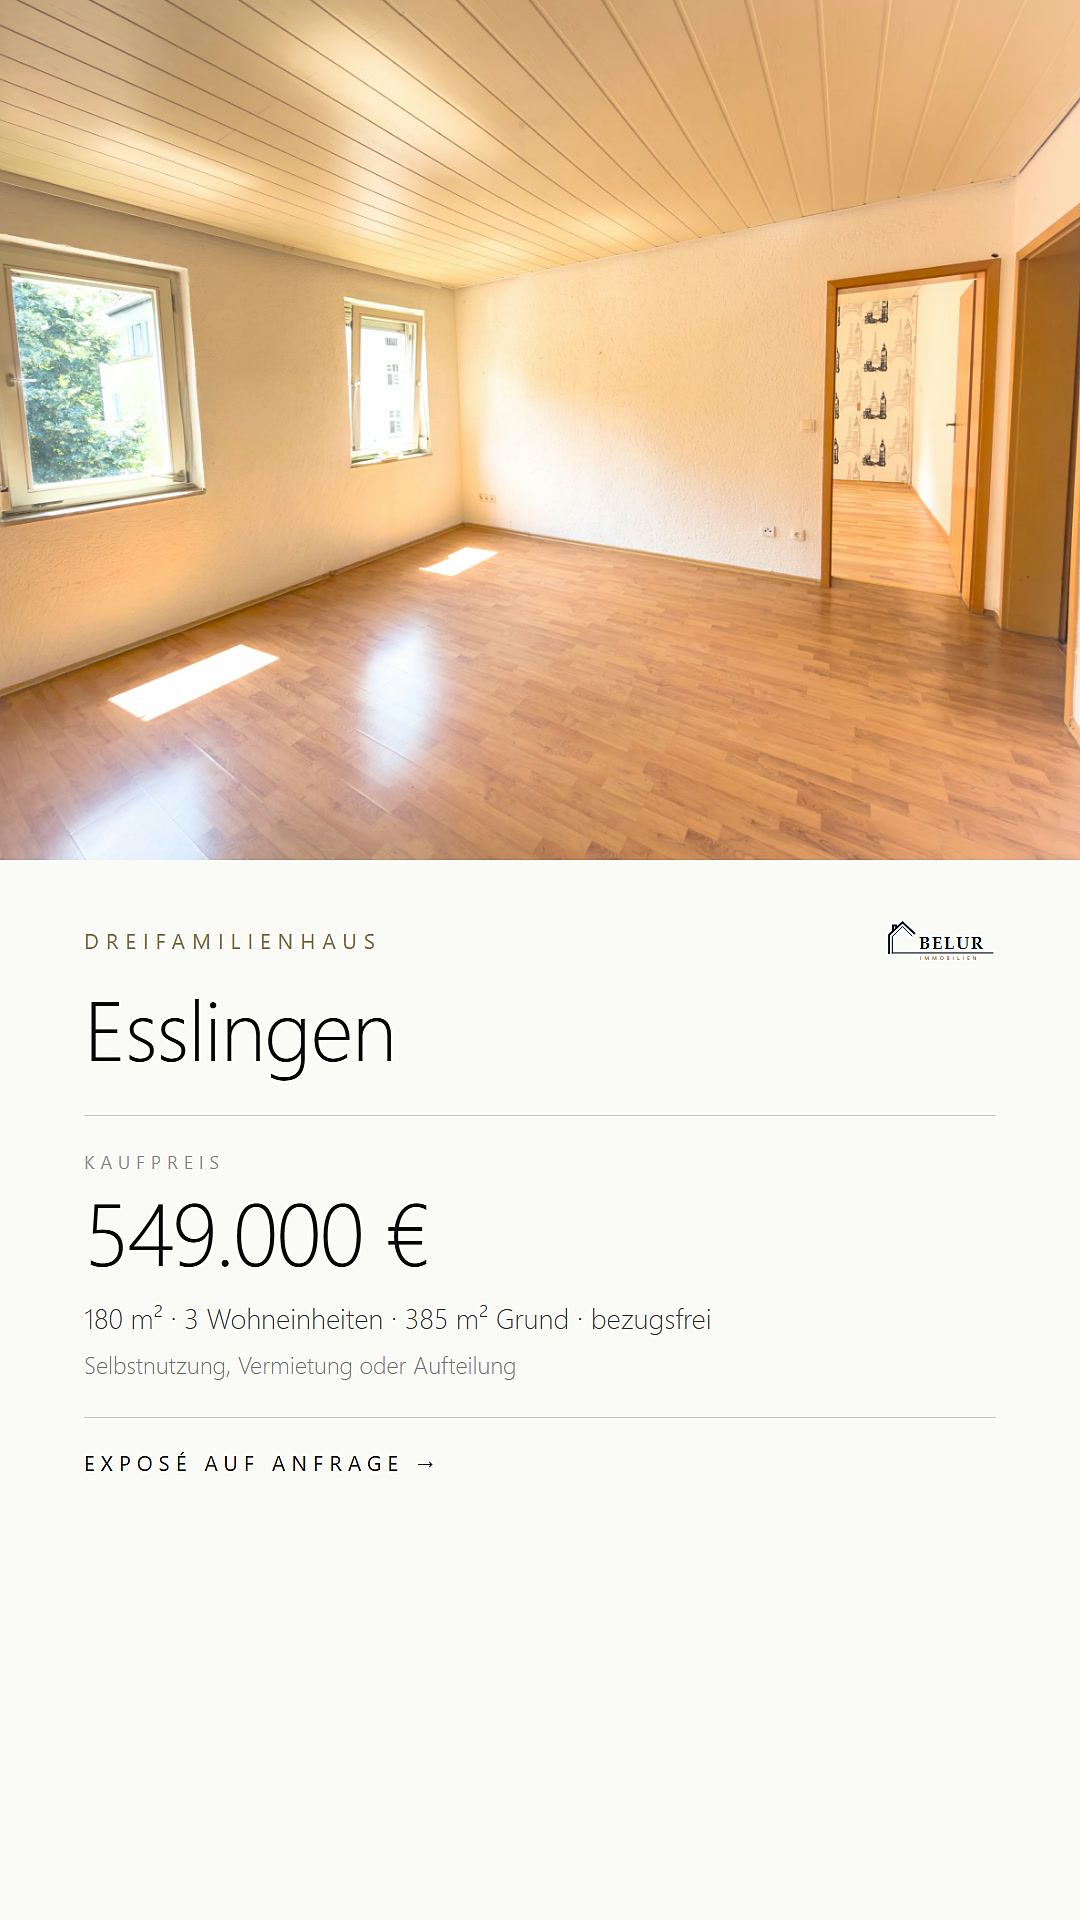 DREIFAMILIENHAUS
BELUR
IMMOBILIEN
Esslingen
KAUFPREIS
549.000 €
180 m² · 3 Wohneinheiten · 385 m² Grund · bezugsfrei
Selbstnutzung, Vermietung oder Aufteilung
EXPOSÉ AUF ANFRAGE →